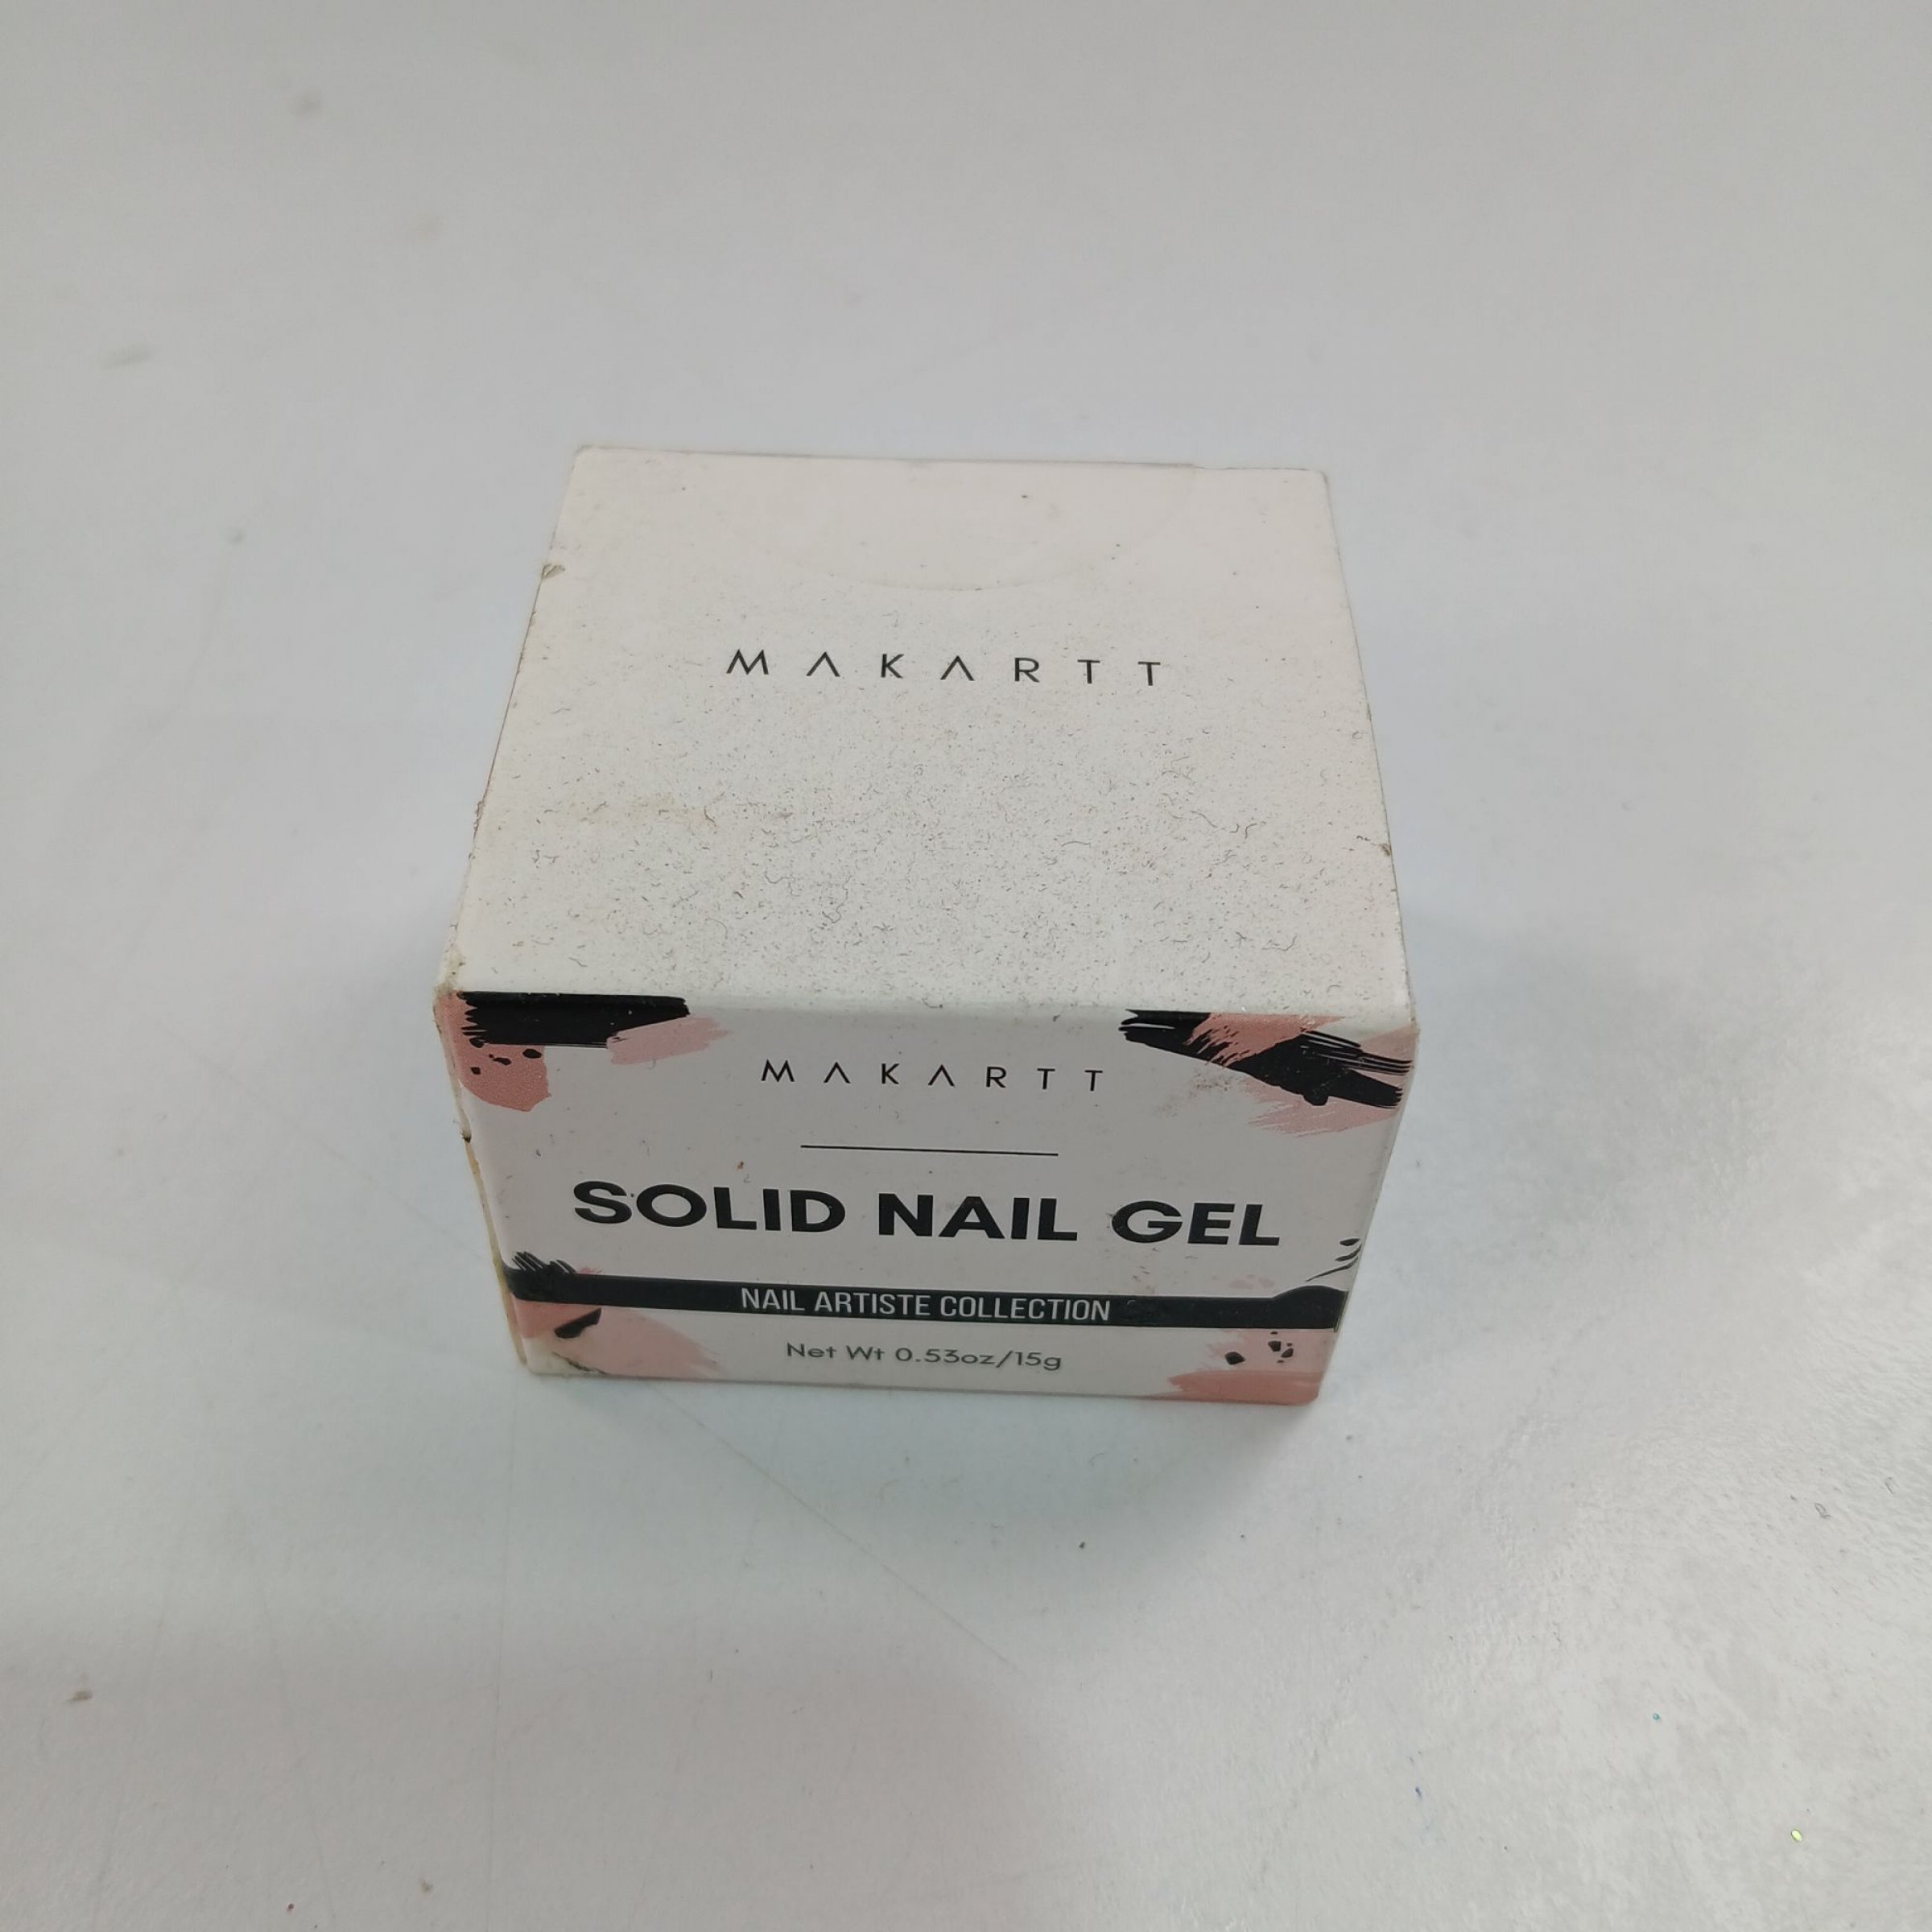 MAKARTT
MAKARTT
SOLID NAIL GEL
NAIL ARTISTE COLLECTION
Net Wt 0.53oz/15g